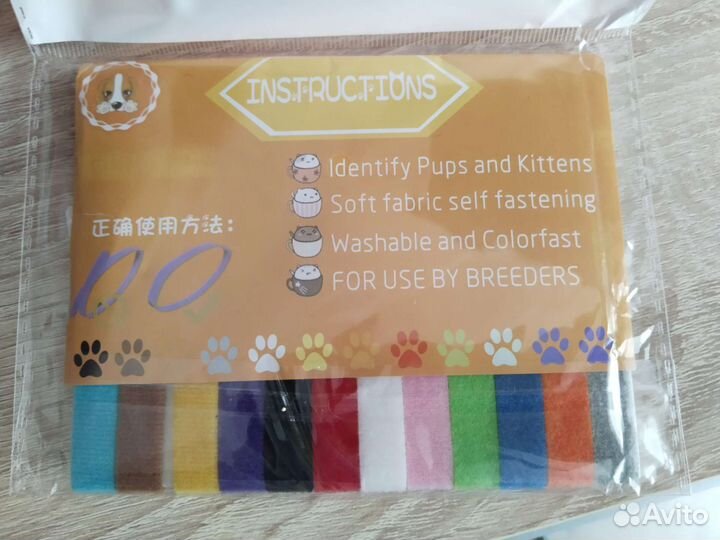 INSTRUCTIONS
Identify Pups and Kittens
Soft fabric self fastening
正确使用方法:
Washable and Colorfast
FOR USE BY BREEDERS
Avito